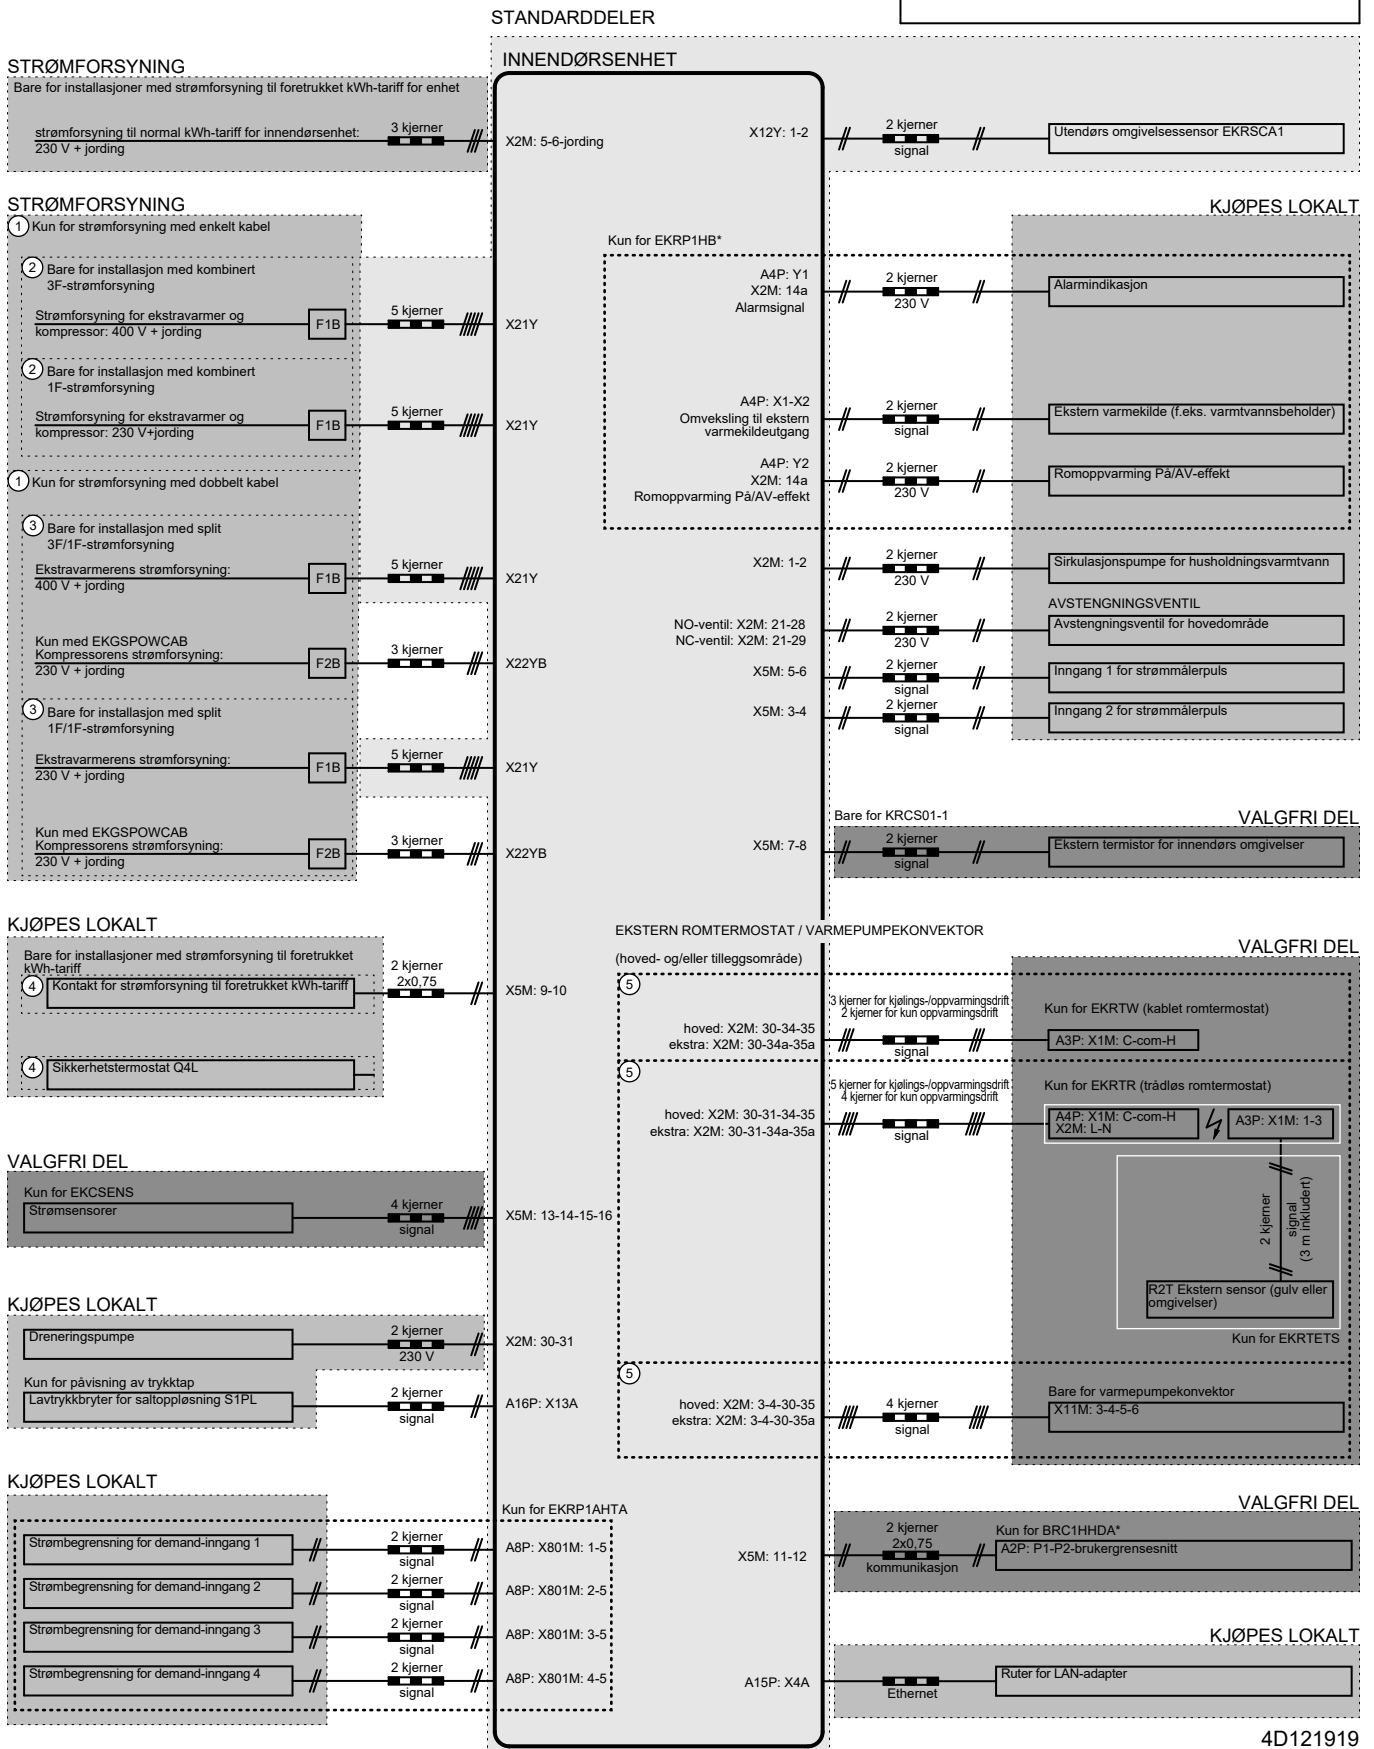 STANDARDDELER
INNENDØRSENHET
STRØMFORSYNING
Bare for installasjoner med strømforsyning til foretrukket kWh-tariff for enhet
strømforsyning til normal kWh-tariff for innendørsenhet:
230 V + jording
3 kjerner
X2M: 5-6-jording
X12Y: 1-2
2 kjerner
signal
Utendørs omgivelsessensor EKRSCA1
STRØMFORSYNING
1 Kun for strømforsyning med enkelt kabel
2 Bare for installasjon med kombinert
3F-strømforsyning
Strømforsyning for ekstravarmer og
kompressor: 400 V + jording
F1B
5 kjerner
X21Y
2 Bare for installasjon med kombinert
1F-strømforsyning
Strømforsyning for ekstravarmer og
kompressor: 230 V+jording
F1B
5 kjerner
X21Y
1 Kun for strømforsyning med dobbelt kabel
3 Bare for installasjon med split
3F/1F-strømforsyning
Ekstravarmerens strømforsyning:
400 V + jording
F1B
5 kjerner
X21Y
Kun med EKGSPOWCAB
Kompressorens strømforsyning:
230 V + jording
F2B
3 kjerner
X22YB
3 Bare for installasjon med split
1F/1F-strømforsyning
Ekstravarmerens strømforsyning:
230 V + jording
F1B
5 kjerner
X21Y
Kun med EKGSPOWCAB
Kompressorens strømforsyning:
230 V + jording
F2B
3 kjerner
X22YB
KJØPES LOKALT
Kun for EKRP1HB*
A4P: Y1
X2M: 14a
Alarmsignal
2 kjerner
230 V
Alarmindikasjon
A4P: X1-X2
Omveksling til ekstern
varmekildeutgang
2 kjerner
signal
Ekstern varmekilde (f.eks. varmtvannsbeholder)
A4P: Y2
X2M: 14a
Romoppvarming På/AV-effekt
2 kjerner
230 V
Romoppvarming På/AV-effekt
X2M: 1-2
2 kjerner
230 V
Sirkulasjonspumpe for husholdningsvarmtvann
AVSTENGNINGSVENTIL
NO-ventil: X2M: 21-28
NC-ventil: X2M: 21-29
2 kjerner
230 V
Avstengningsventil for hovedområde
X5M: 5-6
2 kjerner
signal
Inngang 1 for strømmålerpuls
X5M: 3-4
2 kjerner
signal
Inngang 2 for strømmålerpuls
Bare for KRCS01-1
VALGFRI DEL
X5M: 7-8
2 kjerner
signal
Ekstern termistor for innendørs omgivelser
KJØPES LOKALT
Bare for installasjoner med strømforsyning til foretrukket
kWh-tariff
4 Kontakt for strømforsyning til foretrukket kWh-tariff
2 kjerner
2x0,75
X5M: 9-10
4 Sikkerhetstermostat Q4L
EKSTERN ROMTERMOSTAT / VARMEPUMPEKONVEKTOR
(hoved- og/eller tilleggsområde)
VALGFRI DEL
5
3 kjerner for kjølings-/oppvarmingsdrift
2 kjerner for kun oppvarmingsdrift
signal
hoved: X2M: 30-34-35
ekstra: X2M: 30-34a-35a
Kun for EKRTW (kablet romtermostat)
A3P: X1M: C-com-H
5
5 kjerner for kjølings-/oppvarmingsdrift
4 kjerner for kun oppvarmingsdrift
signal
hoved: X2M: 30-31-34-35
ekstra: X2M: 30-31-34a-35a
Kun for EKRTR (trådløs romtermostat)
A4P: X1M: C-com-H
X2M: L-N
A3P: X1M: 1-3
2 kjerner
signal
(3 m inkludert)
R2T Ekstern sensor (gulv eller
omgivelser)
Kun for EKRTETS
5
hoved: X2M: 3-4-30-35
ekstra: X2M: 3-4-30-35a
4 kjerner
signal
Bare for varmepumpekonvektor
X11M: 3-4-5-6
VALGFRI DEL
Kun for EKCSENS
Strømsensorer
4 kjerner
signal
X5M: 13-14-15-16
KJØPES LOKALT
Dreneringspumpe
2 kjerner
230 V
X2M: 30-31
Kun for påvisning av trykktap
Lavtrykkbryter for saltoppløsning S1PL
2 kjerner
signal
A16P: X13A
KJØPES LOKALT
Kun for EKRP1AHTA
Strømbegrensning for demand-inngang 1
2 kjerner
signal
A8P: X801M: 1-5
Strømbegrensning for demand-inngang 2
2 kjerner
signal
A8P: X801M: 2-5
Strømbegrensning for demand-inngang 3
2 kjerner
signal
A8P: X801M: 3-5
Strømbegrensning for demand-inngang 4
2 kjerner
signal
A8P: X801M: 4-5
VALGFRI DEL
X5M: 11-12
2 kjerner
2x0,75
kommunikasjon
Kun for BRC1HHDA*
A2P: P1-P2-brukergrensesnitt
KJØPES LOKALT
A15P: X4A
Ethernet
Ruter for LAN-adapter
4D121919